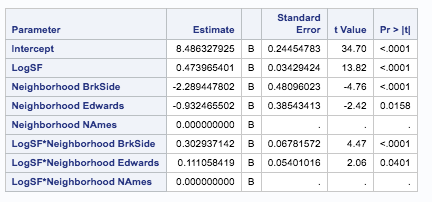 Parameter Estimate Standard Error t Value Pr > |t|
Intercept 8.486327925 B 0.24454783 34.70 <.0001
LogSF 0.473965401 B 0.03429424 13.82 <.0001
Neighborhood BrkSide -2.289447802 B 0.48096023 -4.76 <.0001
Neighborhood Edwards -0.932465502 B 0.38543413 -2.42 0.0158
Neighborhood NAmes 0.000000000 B . . .
LogSF*Neighborhood BrkSide 0.302937142 B 0.06781572 4.47 <.0001
LogSF*Neighborhood Edwards 0.111058419 B 0.05401016 2.06 0.0401
LogSF*Neighborhood NAmes 0.000000000 B . . .